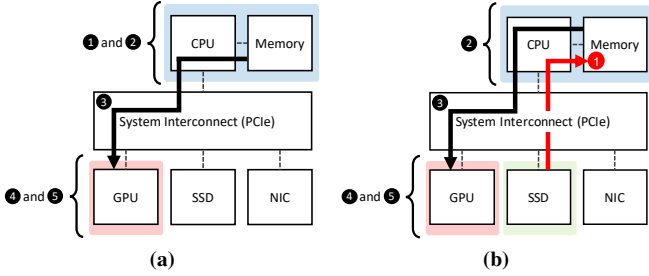 ❶ and ❷
CPU
Memory
❸
System Interconnect (PCIe)
❹ and ❺
GPU
SSD
NIC
(a)
❷
CPU
Memory
❶
❸
System Interconnect (PCIe)
❹ and ❺
GPU
SSD
NIC
(b)